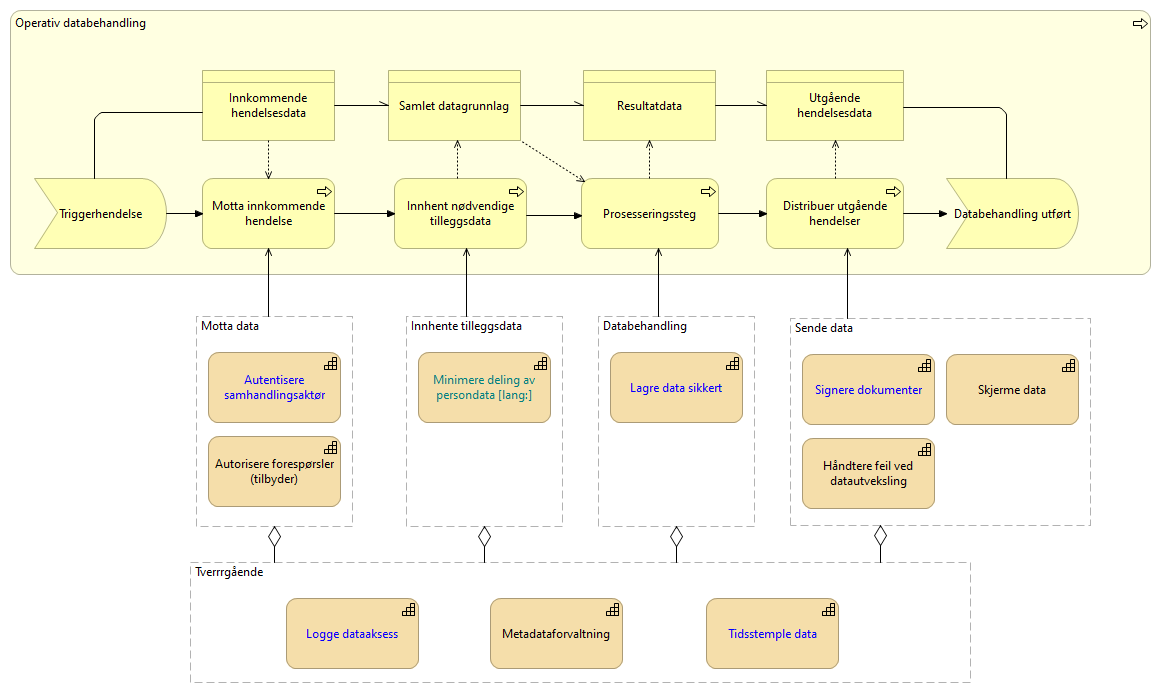 Operativ databehandling
Innkommende
hendelsesdata
Samlet datagrunnlag
Resultatdata
Utgående
hendelsesdata
Triggerhendelse
Motta innkommende
hendelse
Innhent nødvendige
tilleggsdata
Prosesseringssteg
Distribuer utgående
hendelser
Databehandling utført
Motta data
Autentisere
samhandlingsaktør
Autorisere forespørsler
(tilbyder)
Innhente tilleggsdata
Minimere deling av
persondata [lang:]
Databehandling
Lagre data sikkert
Sende data
Signere dokumenter
Skjerme data
Håndtere feil ved
datautveksling
Tverrrgående
Logge dataaksess
Metadataforvaltning
Tidsstemple data